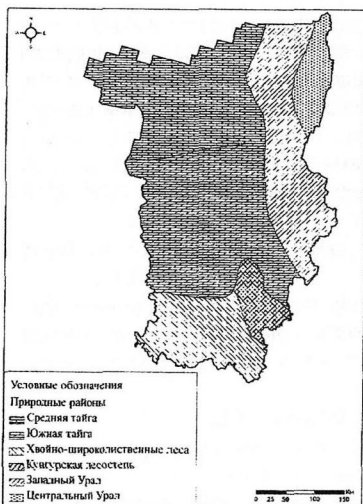 N
E
S
Условные обозначения
Природные районы
Средняя тайга
Южная тайга
Хвойно-широколиственные леса
Кунгурская лесостепь
Западный Урал
Центральный Урал
0 25 50 100 150